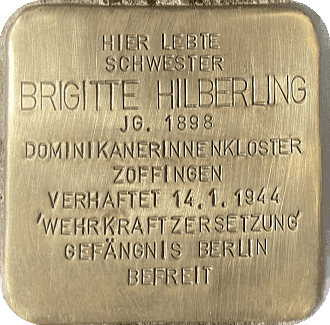 HIER LEBTE
SCHWESTER
BRIGITTE HILBERLING
JG. 1898
DOMINIKANERINNENKLOSTER
ZOFFINGEN
VERHAFTET 14.1.1944
'WEHRKRAFTZERSETZUNG'
GEFÄNGNIS BERLIN
BEFREIT